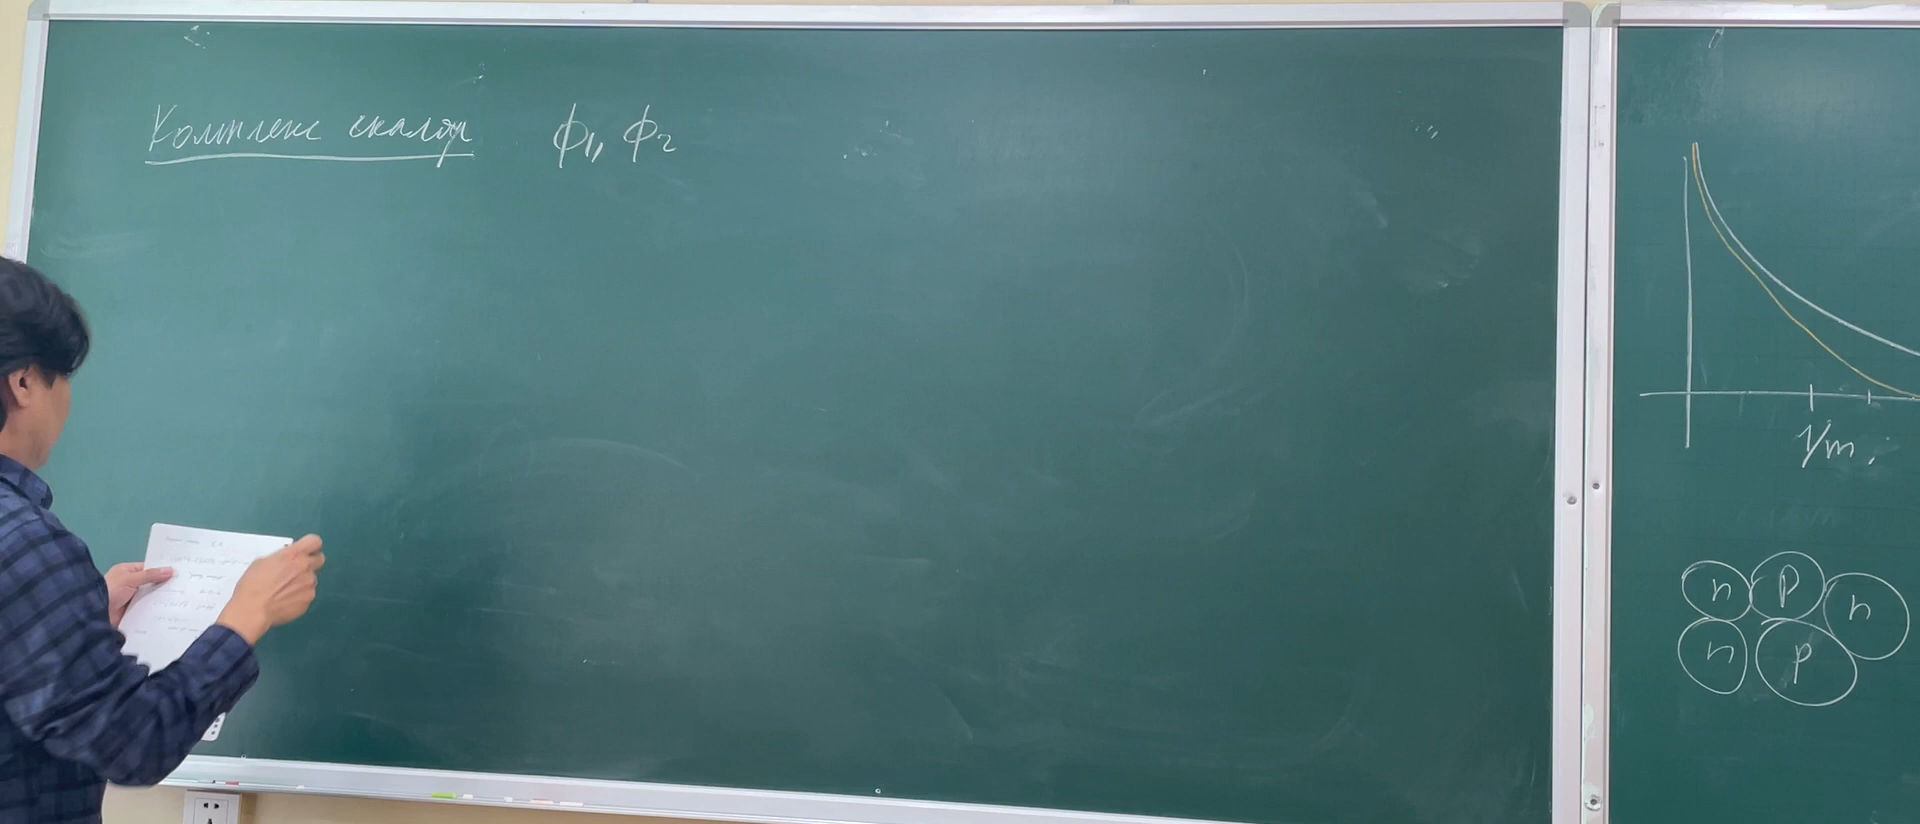 Комплекс скаляр ϕ₁, ϕ₂
1/m
n p n
n p